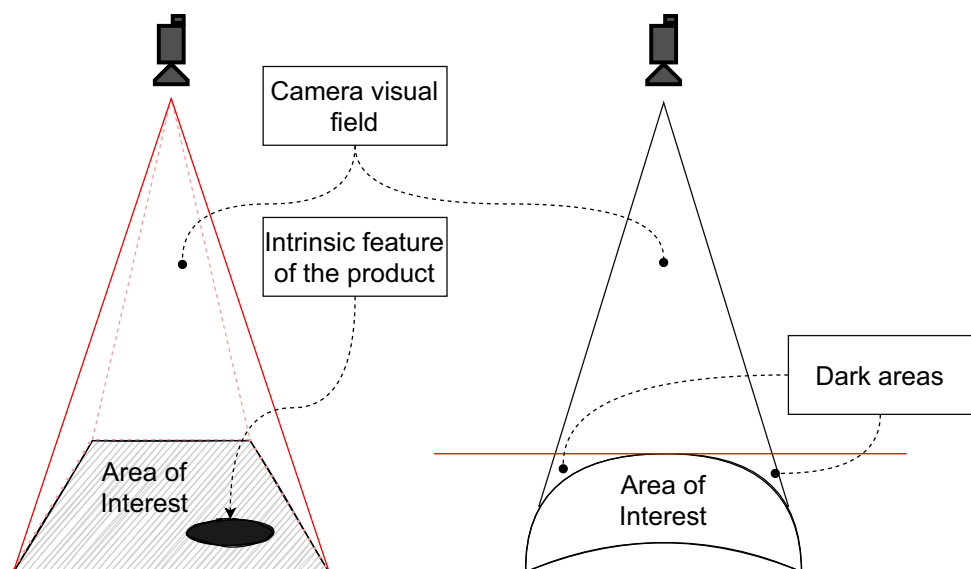 Camera visual
field
Intrinsic feature
of the product
Dark areas
Area of
Interest
Area of
Interest